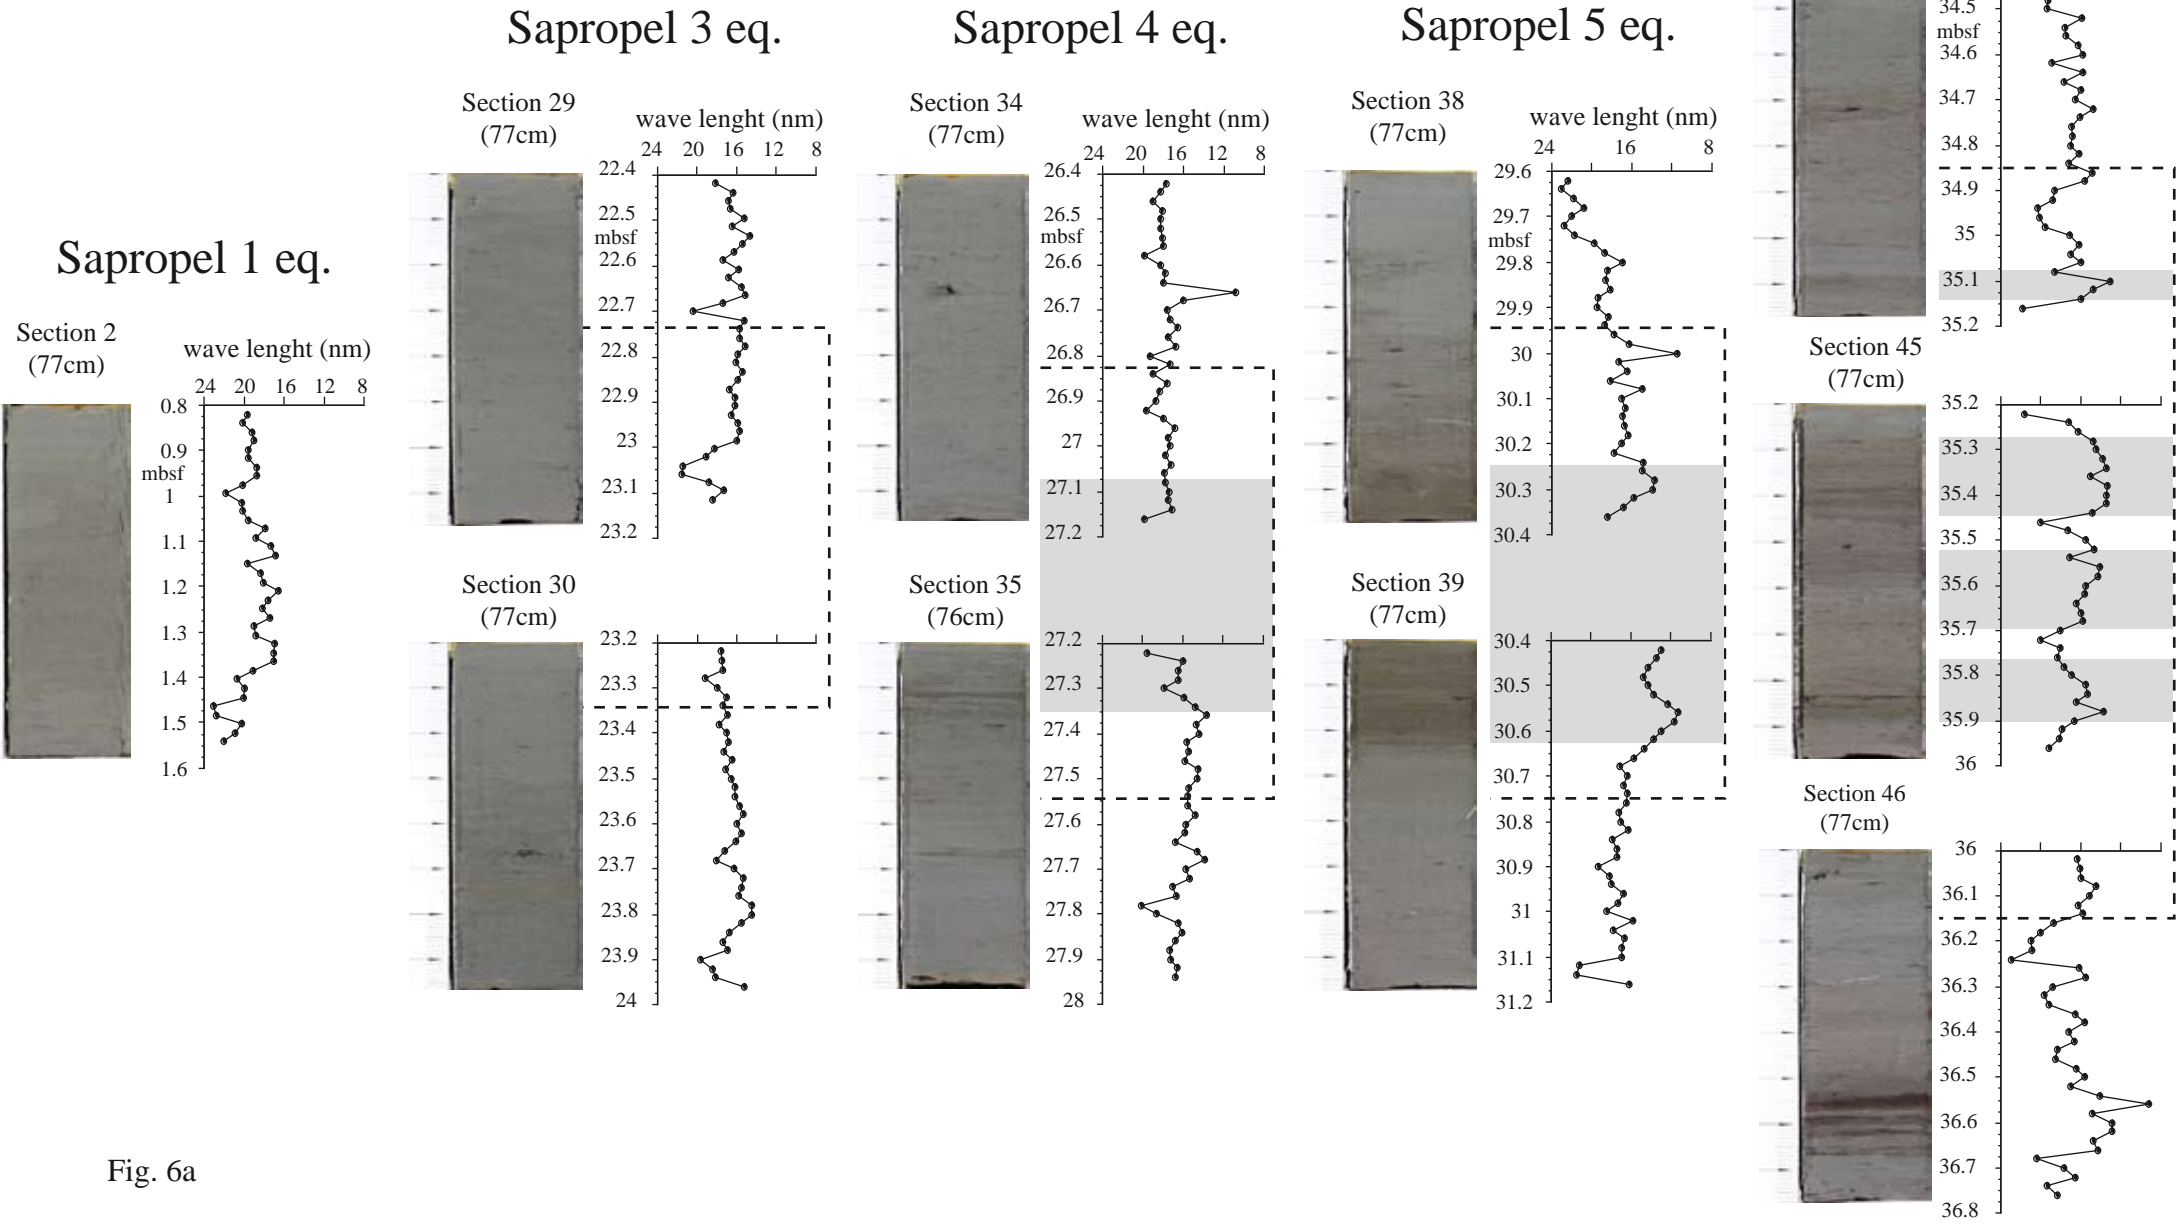 Sapropel 3 eq.
Sapropel 4 eq.
Sapropel 5 eq.
Sapropel 1 eq.
Section 2
(77cm)
wave lenght (nm)
24 20 16 12 8
0.8
0.9
mbsf
1
1.1
1.2
1.3
1.4
1.5
1.6
Section 29
(77cm)
wave lenght (nm)
24 20 16 12 8
22.4
22.5
mbsf
22.6
22.7
22.8
22.9
23
23.1
23.2
Section 30
(77cm)
23.2
23.3
23.4
23.5
23.6
23.7
23.8
23.9
24
Section 34
(77cm)
wave lenght (nm)
24 20 16 12 8
26.4
26.5
mbsf
26.6
26.7
26.8
26.9
27
27.1
27.2
Section 35
(76cm)
27.2
27.3
27.4
27.5
27.6
27.7
27.8
27.9
28
Section 38
(77cm)
wave lenght (nm)
24 16 8
29.6
29.7
mbsf
29.8
29.9
30
30.1
30.2
30.3
30.4
Section 39
(77cm)
30.4
30.5
30.6
30.7
30.8
30.9
31
31.1
31.2
34.5
mbsf
34.6
34.7
34.8
34.9
35
35.1
35.2
Section 45
(77cm)
35.2
35.3
35.4
35.5
35.6
35.7
35.8
35.9
36
Section 46
(77cm)
36
36.1
36.2
36.3
36.4
36.5
36.6
36.7
36.8
Fig. 6a